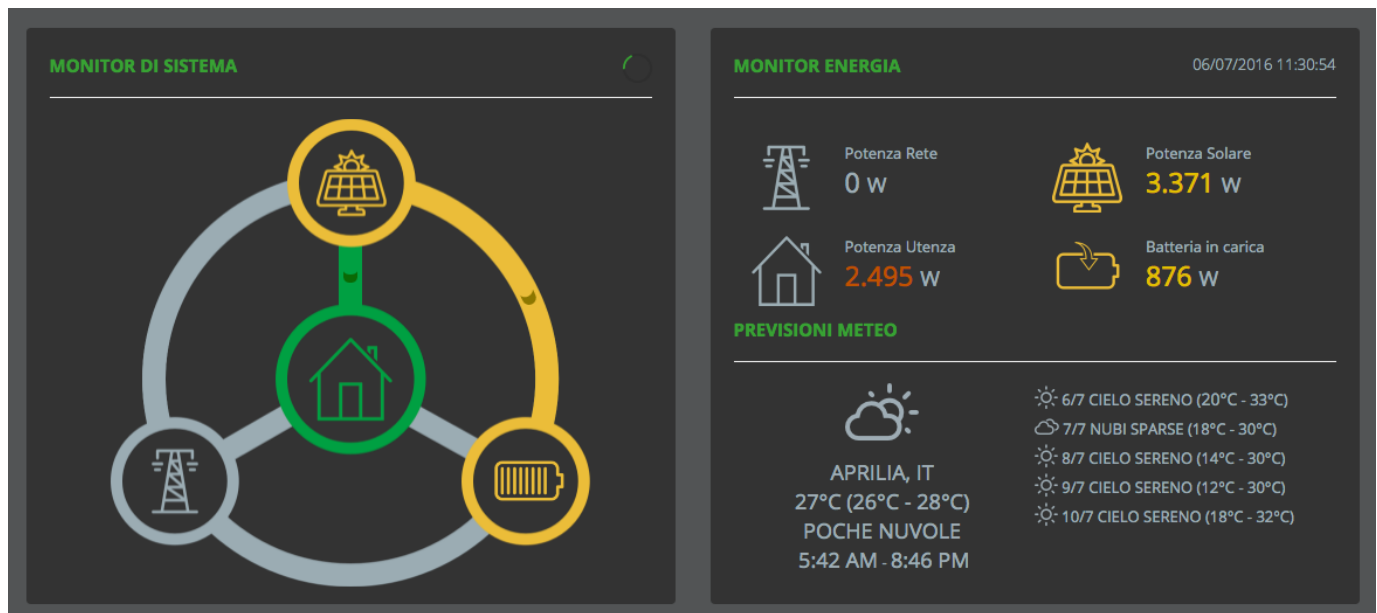 MONITOR DI SISTEMA
MONITOR ENERGIA
06/07/2016 11:30:54
Potenza Rete
0 W
Potenza Solare
3.371 W
Potenza Utenza
2.495 W
Batteria in carica
876 W
PREVISIONI METEO
APRILIA, IT
27°C (26°C - 28°C)
POCHE NUVOLE
5:42 AM - 8:46 PM
6/7 CIELO SERENO (20°C - 33°C)
7/7 NUBI SPARSE (18°C - 30°C)
8/7 CIELO SERENO (14°C - 30°C)
9/7 CIELO SERENO (12°C - 30°C)
10/7 CIELO SERENO (18°C - 32°C)